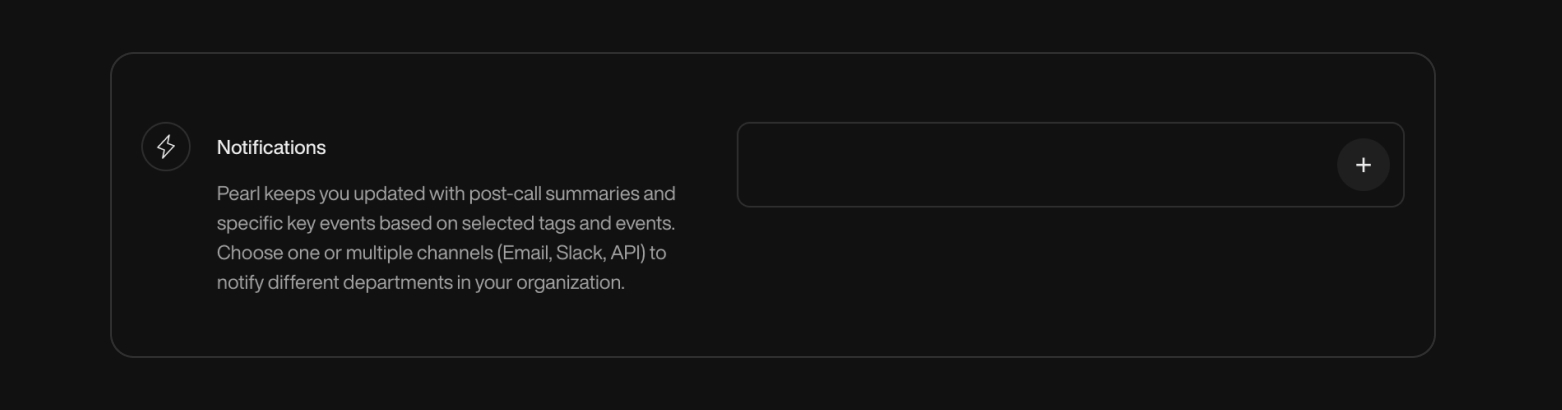 Notifications
Pearl keeps you updated with post-call summaries and
specific key events based on selected tags and events.
Choose one or multiple channels (Email, Slack, API) to
notify different departments in your organization.